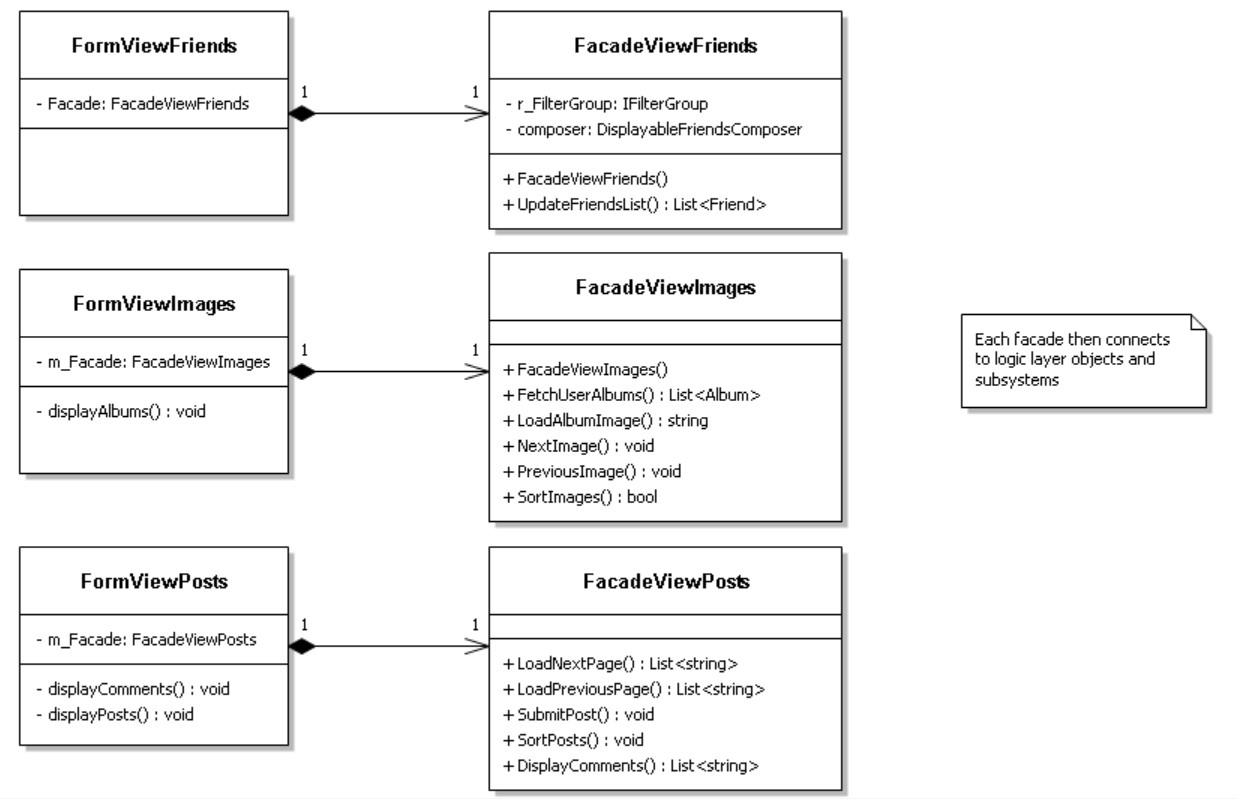 FormViewFriends
- Facade: FacadeViewFriends
1
1
FacadeViewFriends
- r_FilterGroup: IFilterGroup
- composer: DisplayableFriendsComposer
+ FacadeViewFriends()
+ UpdateFriendsList() : List<Friend>
FormViewImages
- m_Facade: FacadeViewImages
- displayAlbums() : void
1
1
FacadeViewImages
+ FacadeViewImages()
+ FetchUserAlbums() : List<Album>
+ LoadAlbumImage() : string
+ NextImage() : void
+ PreviousImage() : void
+ SortImages() : bool
Each facade then connects
to logic layer objects and
subsystems
FormViewPosts
- m_Facade: FacadeViewPosts
- displayComments() : void
- displayPosts() : void
1
1
FacadeViewPosts
+ LoadNextPage() : List<string>
+ LoadPreviousPage() : List<string>
+ SubmitPost() : void
+ SortPosts() : void
+ DisplayComments() : List<string>